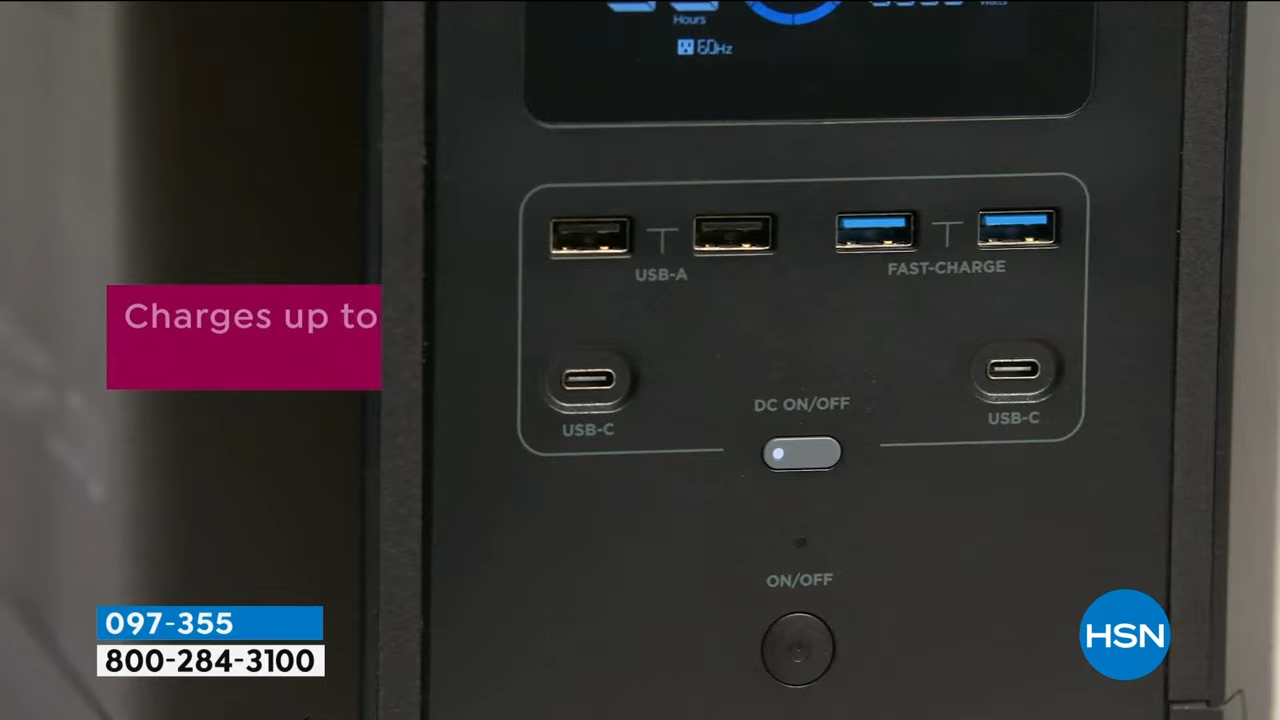 Hours
60Hz
USB-A
FAST-CHARGE
Charges up to
USB-C
DC ON/OFF
USB-C
ON/OFF
097-355
800-284-3100
HSN